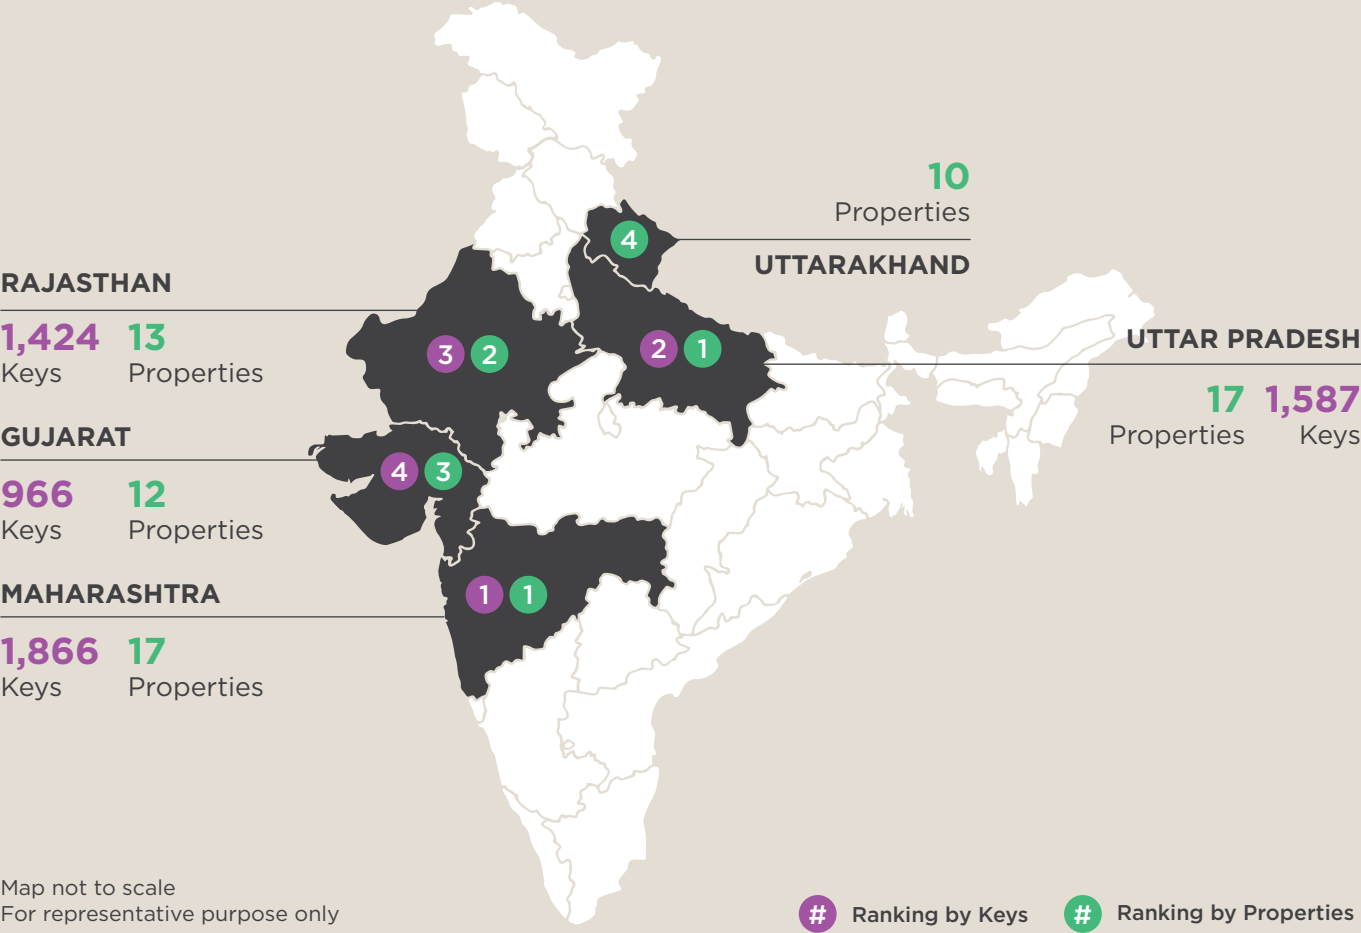 10
Properties
UTTARAKHAND
4
RAJASTHAN
1,424 13
Keys Properties
3 2
2 1
UTTAR PRADESH
17 1,587
Properties Keys
GUJARAT
966 12
Keys Properties
4 3
MAHARASHTRA
1,866 17
Keys Properties
1 1
Map not to scale
For representative purpose only
# Ranking by Keys # Ranking by Properties